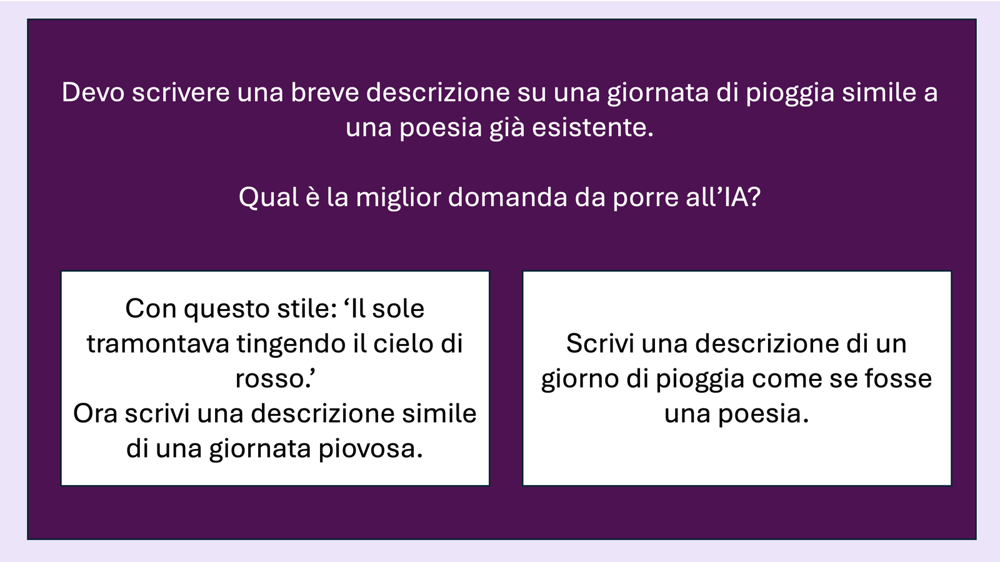 Devo scrivere una breve descrizione su una giornata di pioggia simile a
una poesia già esistente.
Qual è la miglior domanda da porre all’IA?
Con questo stile: ‘Il sole
tramontava tingendo il cielo di
rosso.’
Ora scrivi una descrizione simile
di una giornata piovosa.
Scrivi una descrizione di un
giorno di pioggia come se fosse
una poesia.